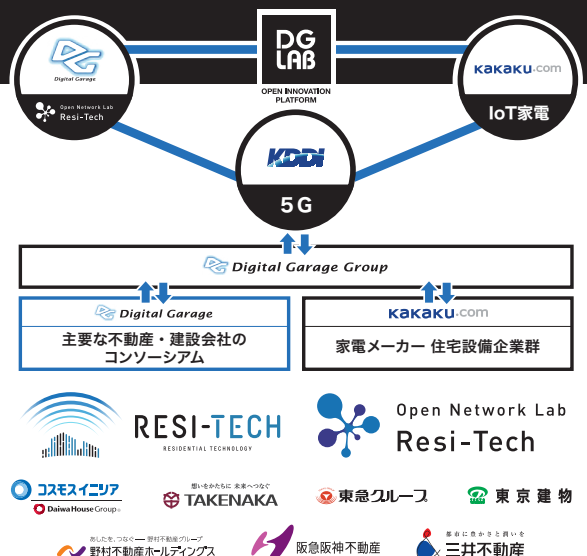 DG
LAB
OPEN INNOVATION
PLATFORM
Digital Garage
Open Network Lab
Resi-Tech
Kakaku.com
IoT家電
KDDI
5G
Digital Garage Group
Digital Garage
主要な不動産・建設会社の
コンソーシアム
Kakaku.com
家電メーカー 住宅設備企業群
RESI-TECH
RESIDENTIAL TECHNOLOGY
Open Network Lab
Resi-Tech
コスモスイニシア
Daiwa House Group®
想いをかたちに 未来へつなぐ
TAKENAKA
東急グループ
東京建物
あしたを、つなぐ — 野村不動産グループ
野村不動産ホールディングス
阪急阪神不動産
都市に豊かさと潤いを
三井不動産